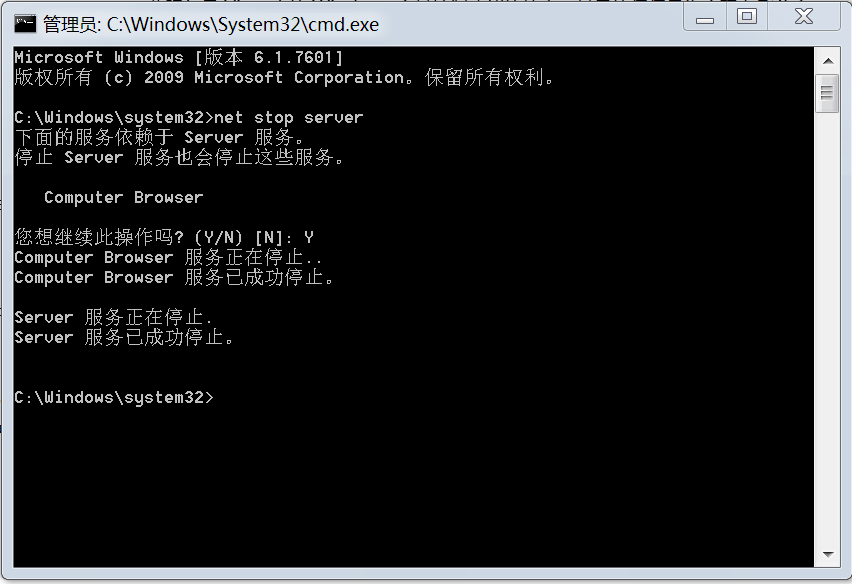 管理员: C:\Windows\System32\cmd.exe
Microsoft Windows [版本 6.1.7601]
版权所有 (c) 2009 Microsoft Corporation。保留所有权利。
C:\Windows\system32>net stop server
下面的服务依赖于 Server 服务。
停止 Server 服务也会停止这些服务。
Computer Browser
您想继续此操作吗? (Y/N) [N]: Y
Computer Browser 服务正在停止..
Computer Browser 服务已成功停止。
Server 服务正在停止.
Server 服务已成功停止。
C:\Windows\system32>